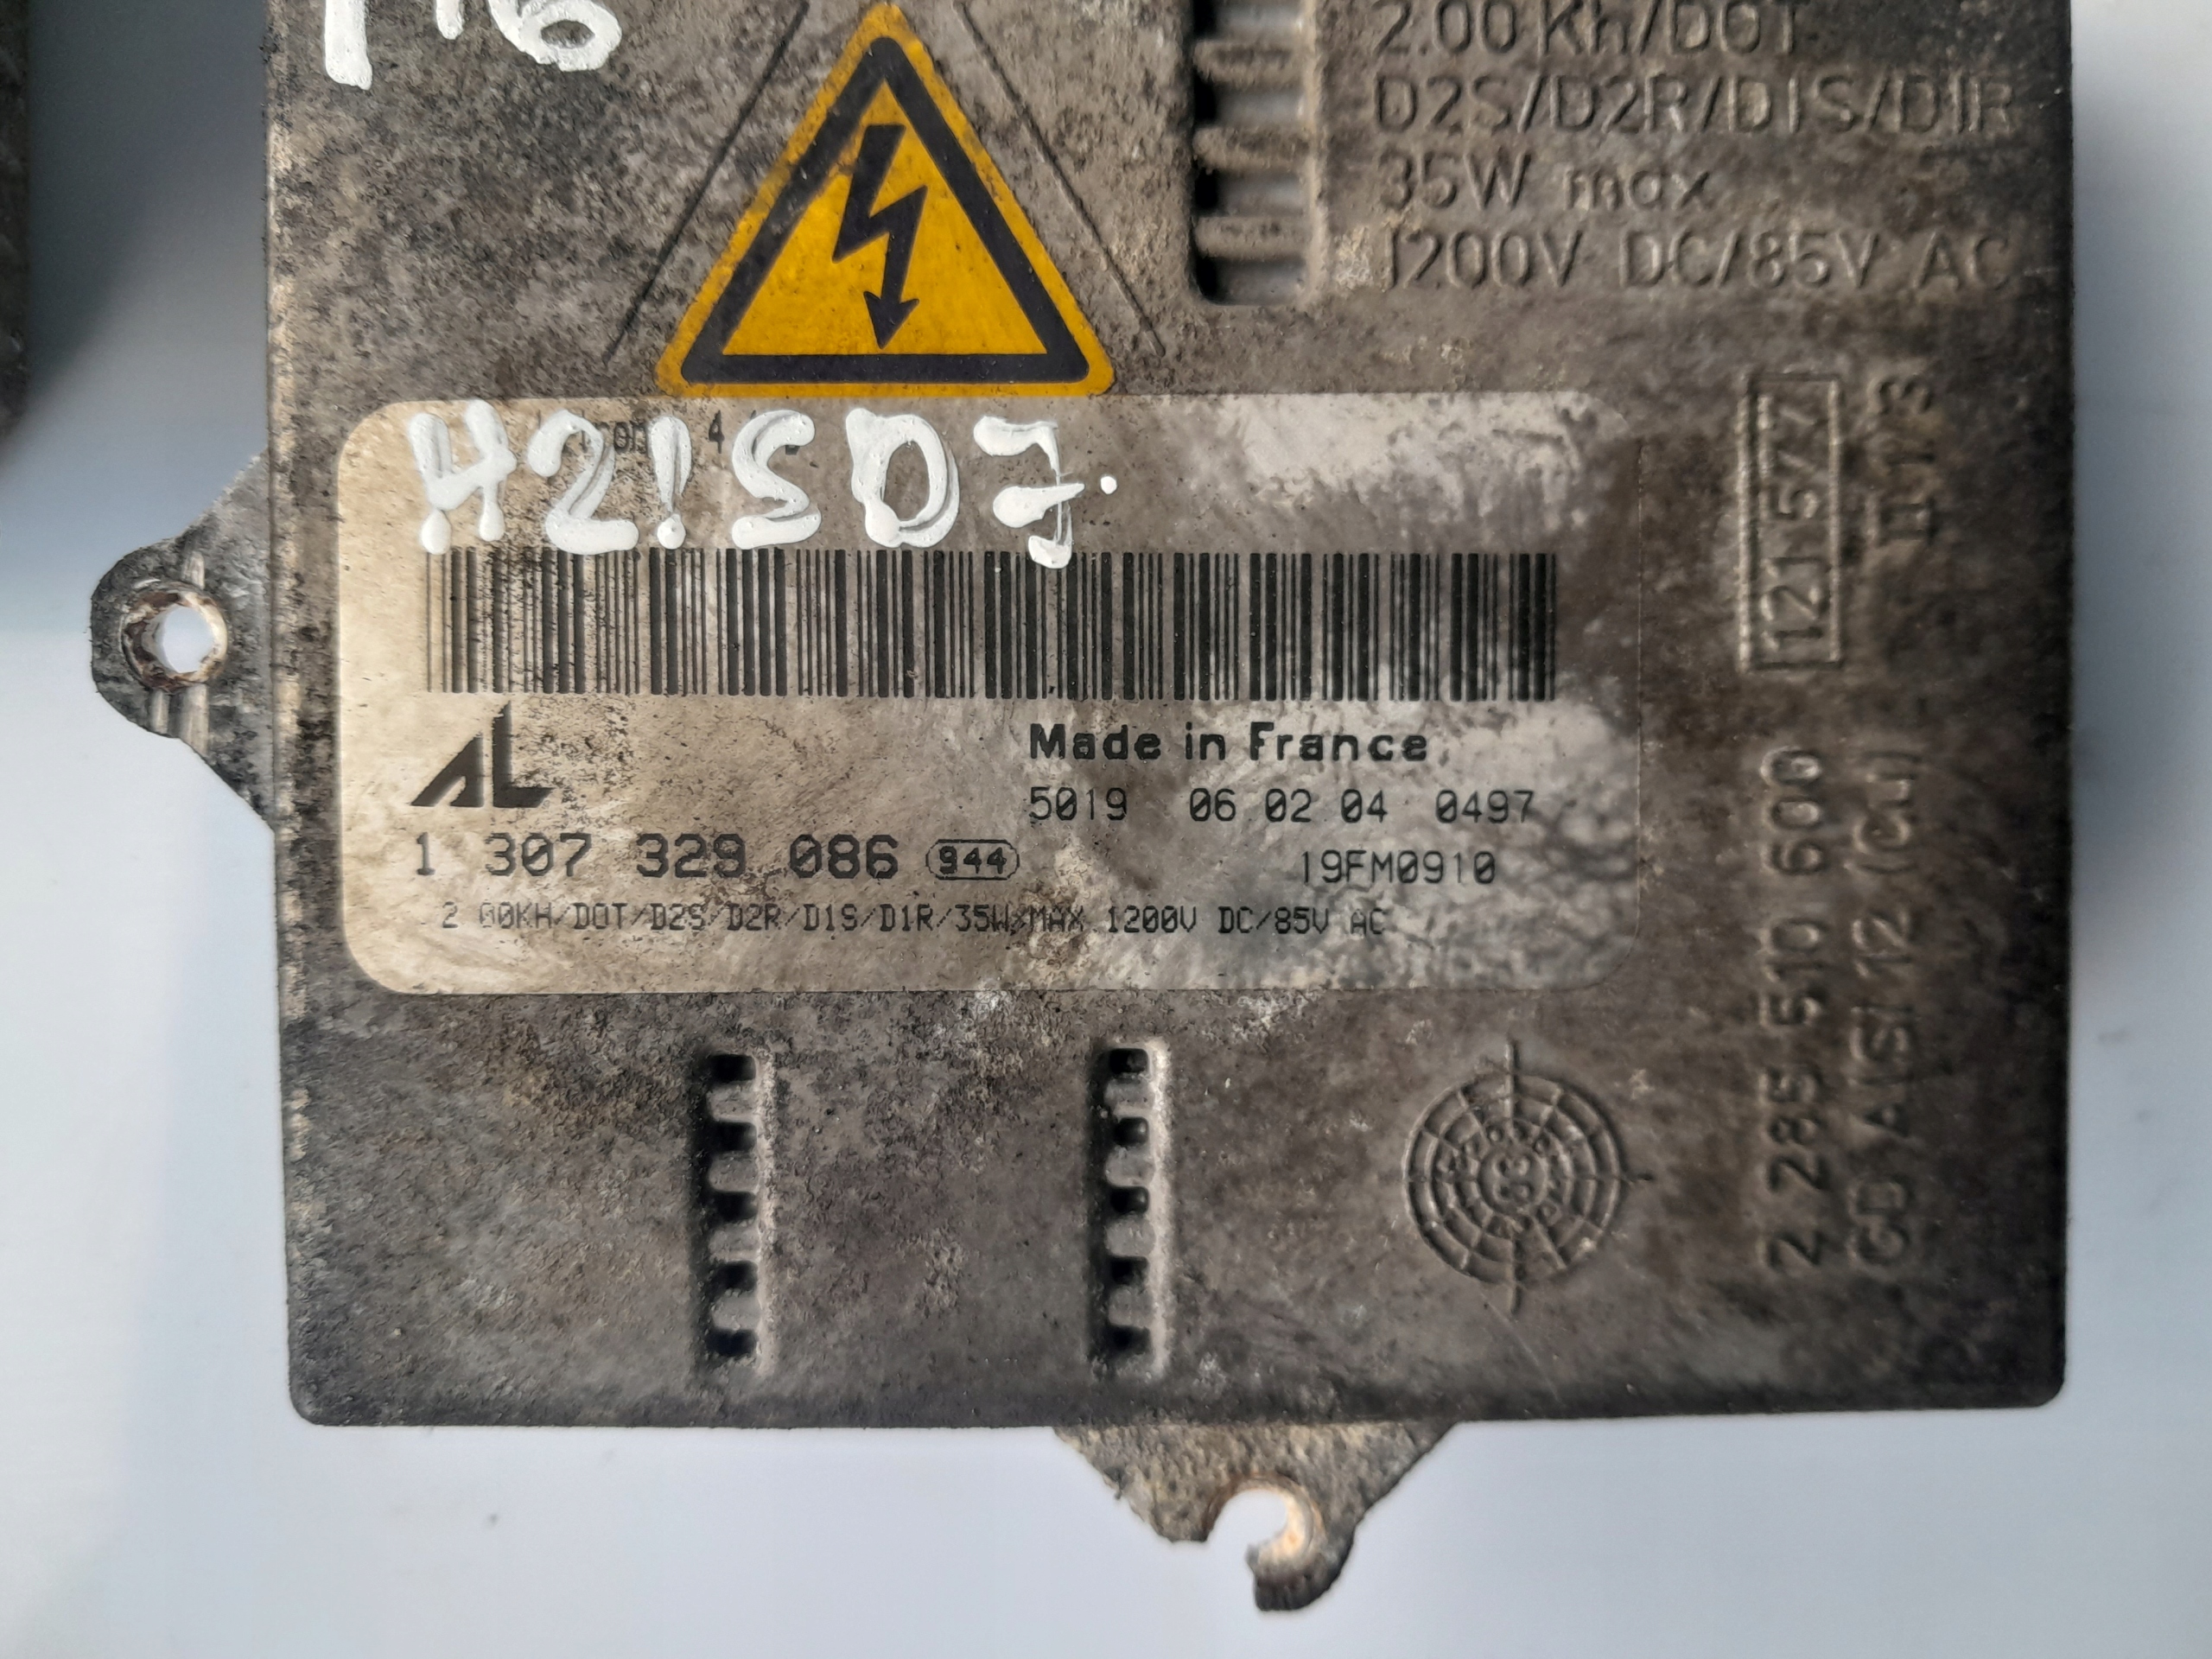 2.00 Kh/DOT
D2S/D2R/D1S/D1R
35W max
1200V DC/85V AC
H2!SD7.
AL
Made in France
5019 06 02 04 0497
1 307 329 086 944
19FM0910
2 00KH/DOT/D2S/D2R/D1S/D1R/35W/MAX 1200V DC/85V AC
2 285 510 600